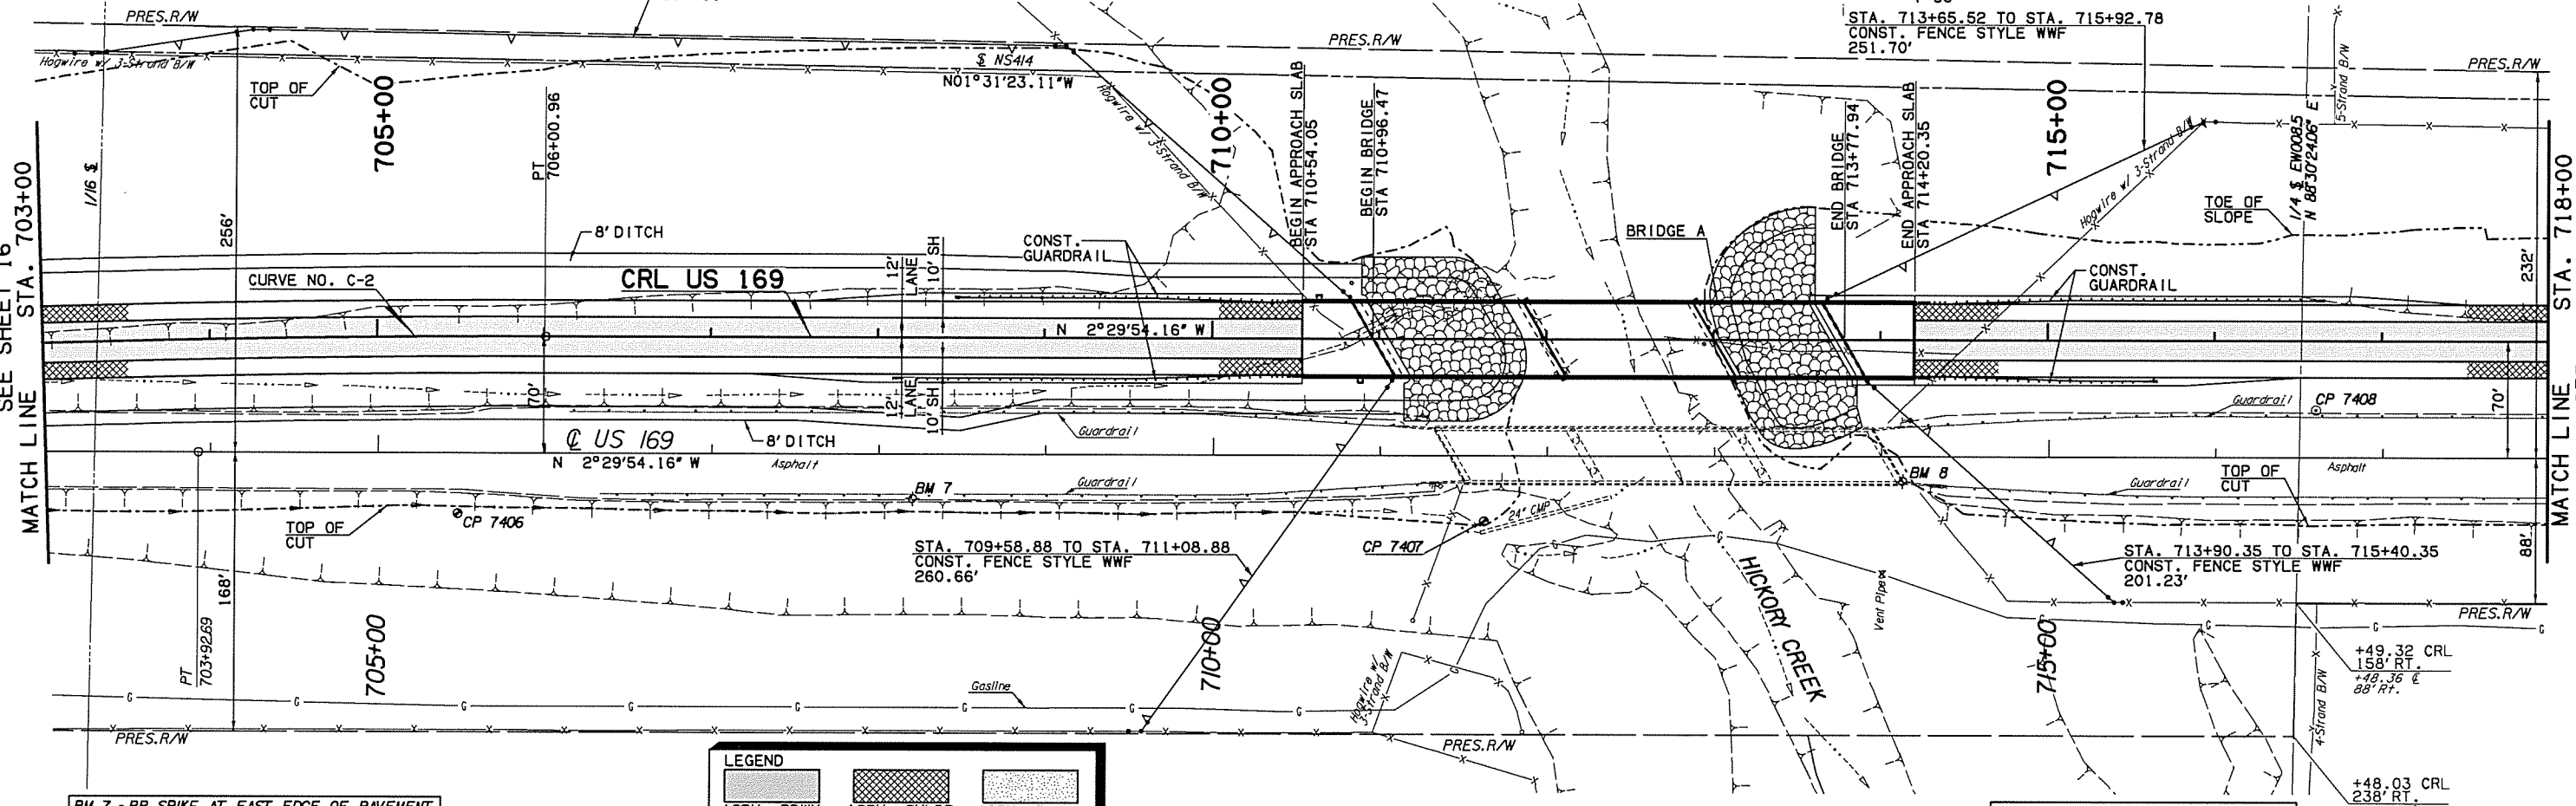 PRES.R/W
PRES.R/W
STA. 713+65.52 TO STA. 715+92.78
CONST. FENCE STYLE WWF
251.70'
PRES.R/W
Hogwire w/ 3-Strand B/W
TOP OF
CUT
NS414
N01°31'23.11"W
5-Strand B/W
SEE SHEET 16
MATCH LINE STA. 703+00
1/16
256'
705+00
PT
706+00.96
Hogwire w/
3-Strand B/W
710+00
BEGIN APPROACH SLAB
STA 710+54.05
BEGIN BRIDGE
STA 710+96.47
END BRIDGE
STA 713+77.94
END APPROACH SLAB
STA 714+20.35
715+00
Hogwire w/ 3-Strand B/W
1/4 EW008.5
N 88°30'24.06" E
TOE OF
SLOPE
232'
MATCH LINE STA. 718+00
8' DITCH
CURVE NO. C-2
CRL US 169
12'
LANE
10' SH
CONST.
GUARDRAIL
BRIDGE A
CONST.
GUARDRAIL
N 2°29'54.16" W
70'
12'
LANE
10' SH
70'
℄ US 169
N 2°29'54.16" W
8' DITCH
Asphalt
Guardrail
Guardrail
CP 7408
Asphalt
BM 7
Guardrail
BM 8
Guardrail
TOP OF
CUT
TOP OF
CUT
CP 7406
CP 7407
24" CMP
88'
STA. 709+58.88 TO STA. 711+08.88
CONST. FENCE STYLE WWF
260.66'
STA. 713+90.35 TO STA. 715+40.35
CONST. FENCE STYLE WWF
201.23'
168'
HICKORY CREEK
Vent Pipes
PRES.R/W
PT
703+92.69
705+00
710+00
715+00
G
Gasline
Hogwire w/
3-Strand B/W
4-Strand B/W
+49.32 CRL
158' RT.
+48.36 ℄
88' Rt.
PRES.R/W
PRES.R/W
+48.03 CRL
238' RT.
LEGEND
BM 7 - RR SPIKE AT EAST EDGE OF PAVEMENT